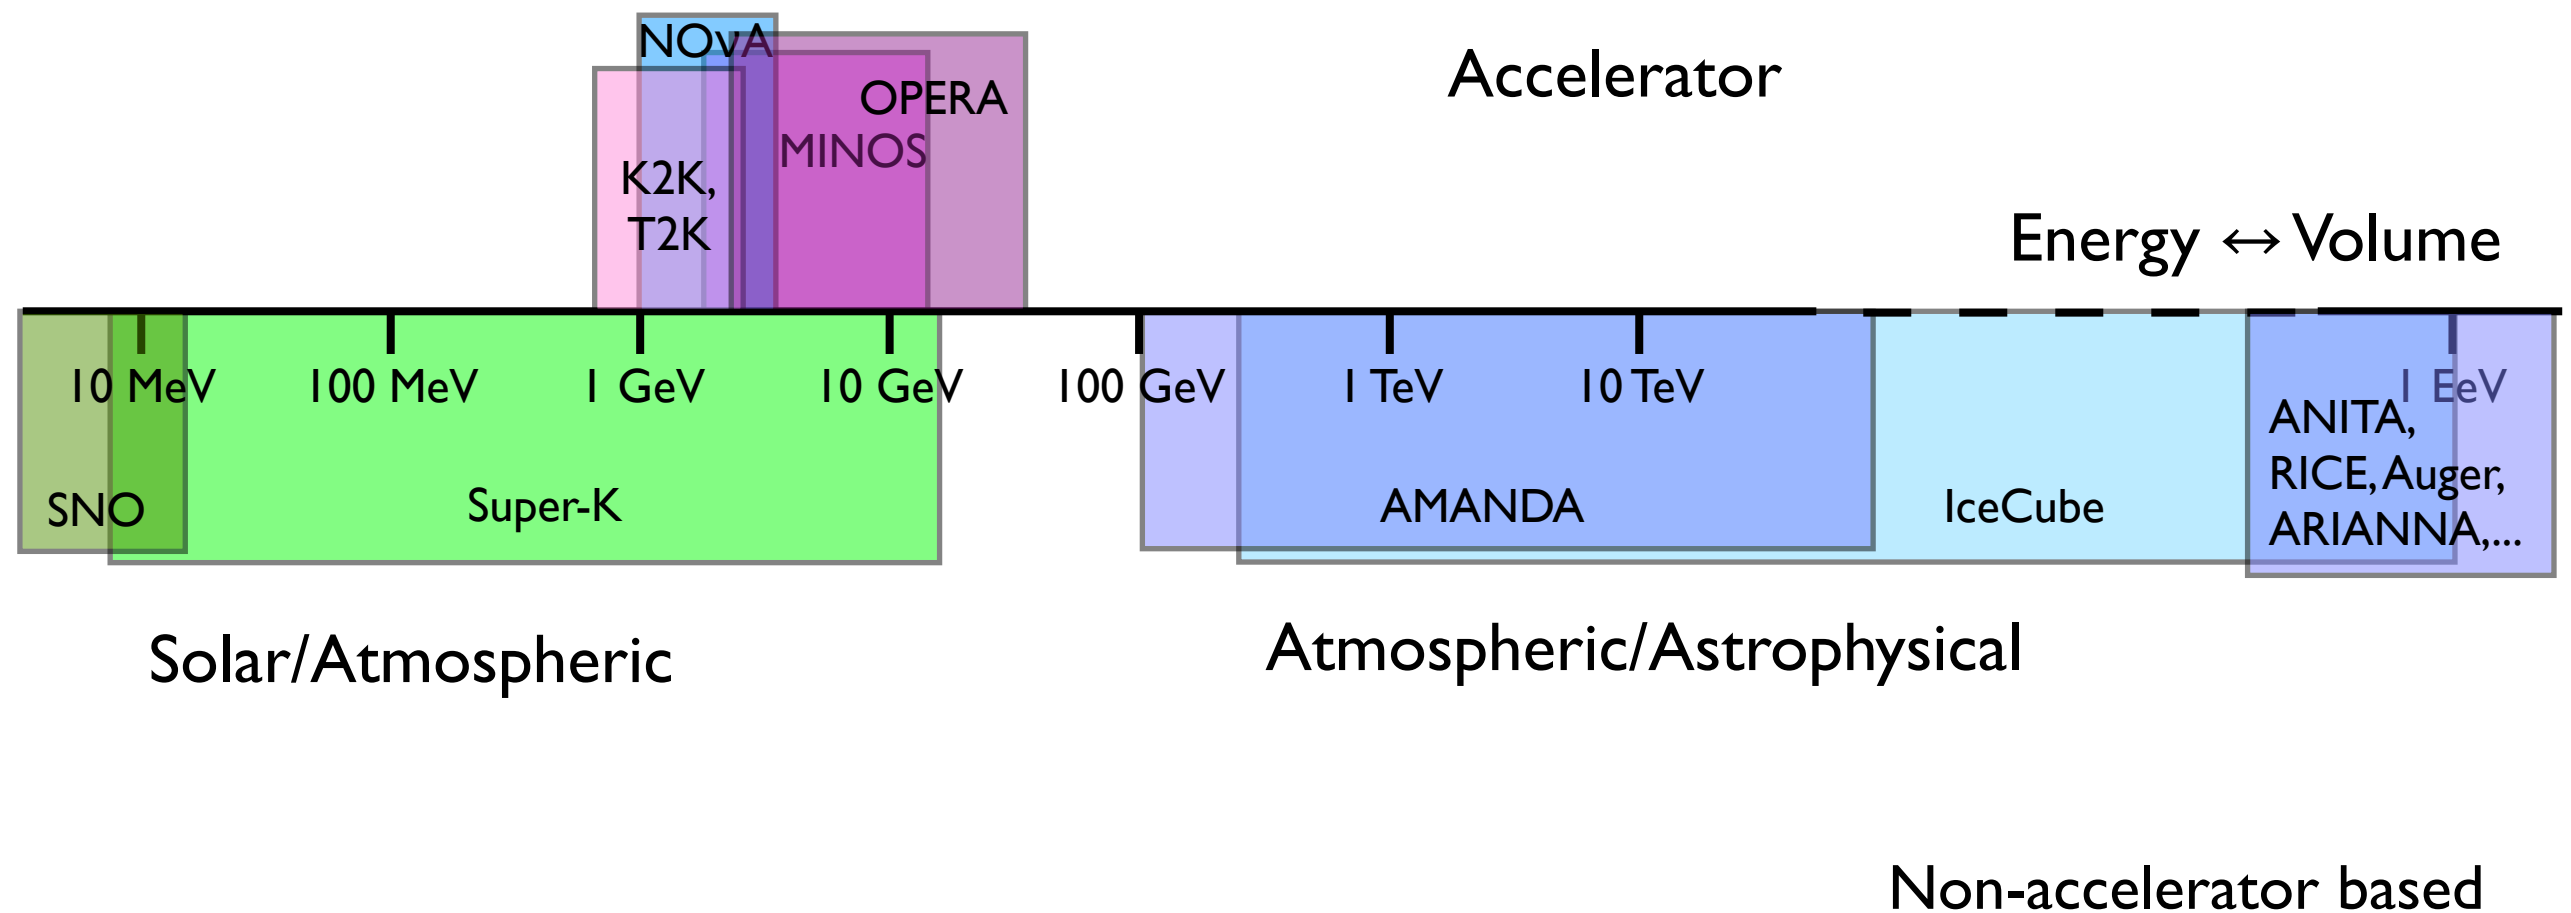 NOνA
Accelerator
OPERA
MINOS
K2K,
T2K
Energy ↔ Volume
10 MeV
100 MeV
1 GeV
10 GeV
100 GeV
1 TeV
10 TeV
1 EeV
ANITA,
RICE, Auger,
ARIANNA,...
SNO
Super-K
AMANDA
IceCube
Solar/Atmospheric
Atmospheric/Astrophysical
Non-accelerator based